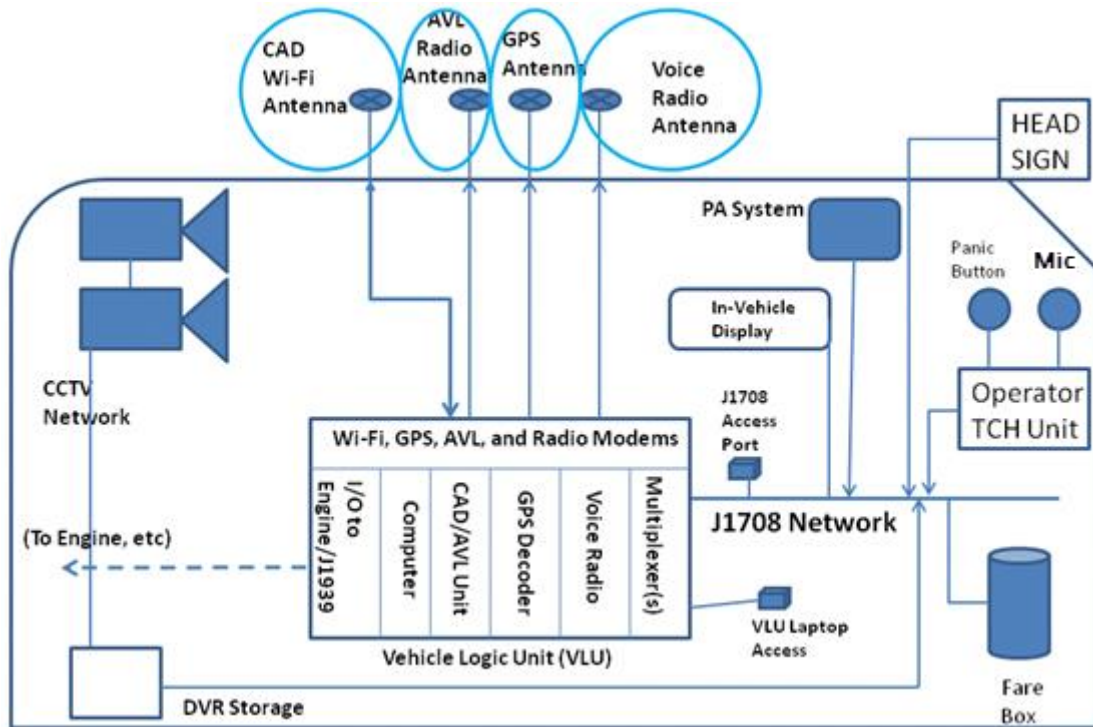 CAD
Wi-Fi
Antenna
AVL
Radio
Antenna
GPS
Antenna
Voice
Radio
Antenna
HEAD
SIGN
PA System
Panic
Button
Mic
In-Vehicle
Display
Operator
TCH Unit
CCTV
Network
J1708
Access
Port
Wi-Fi, GPS, AVL, and Radio Modems
I/O to
Engine/J1939
Computer
CAD/AVL Unit
GPS Decoder
Voice Radio
Multiplexer(s)
J1708 Network
(To Engine, etc)
VLU Laptop
Access
Vehicle Logic Unit (VLU)
DVR Storage
Fare
Box